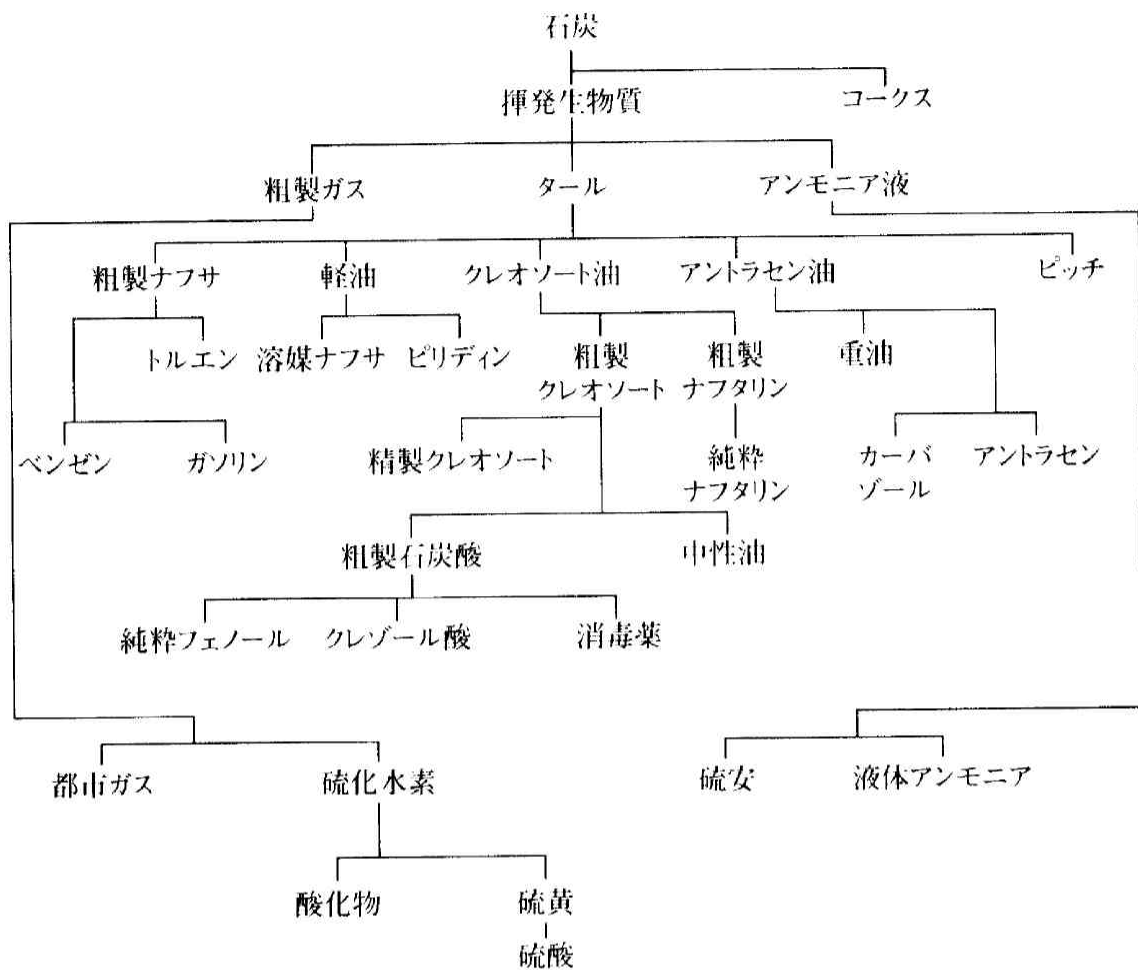 石炭
揮発生物質
コークス
粗製ガス
タール
アンモニア液
粗製ナフサ
軽油
クレオソート油
アントラセン油
ピッチ
トルエン
溶媒ナフサ
ピリディン
粗製
クレオソート
粗製
ナフタリン
重油
ベンゼン
ガソリン
精製クレオソート
純粋
ナフタリン
カーバ
ゾール
アントラセン
粗製石炭酸
中性油
純粋フェノール
クレゾール酸
消毒薬
都市ガス
硫化水素
硫安
液体アンモニア
酸化物
硫黄
硫酸